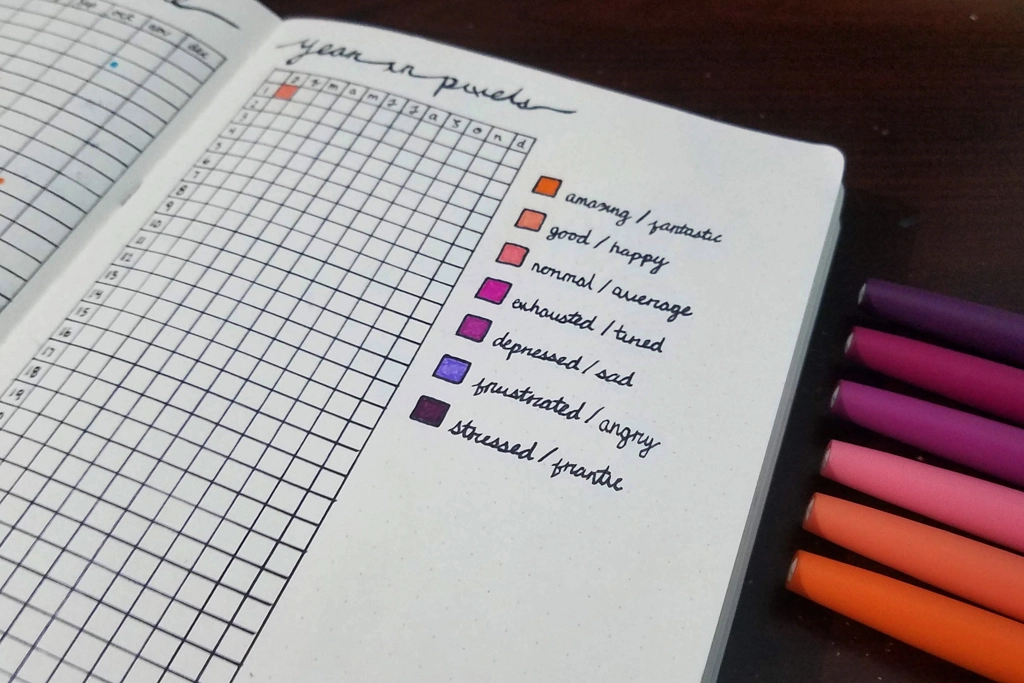 oct nov dec
year in pixels
J f m a m J J a s o n d
1
2
3
4
5
6
7
8
9
10
11
12
13
14
15
16
17
18
19
amazing / fantastic
good / happy
normal / average
exhausted / tired
depressed / sad
frustrated / angry
stressed / frantic